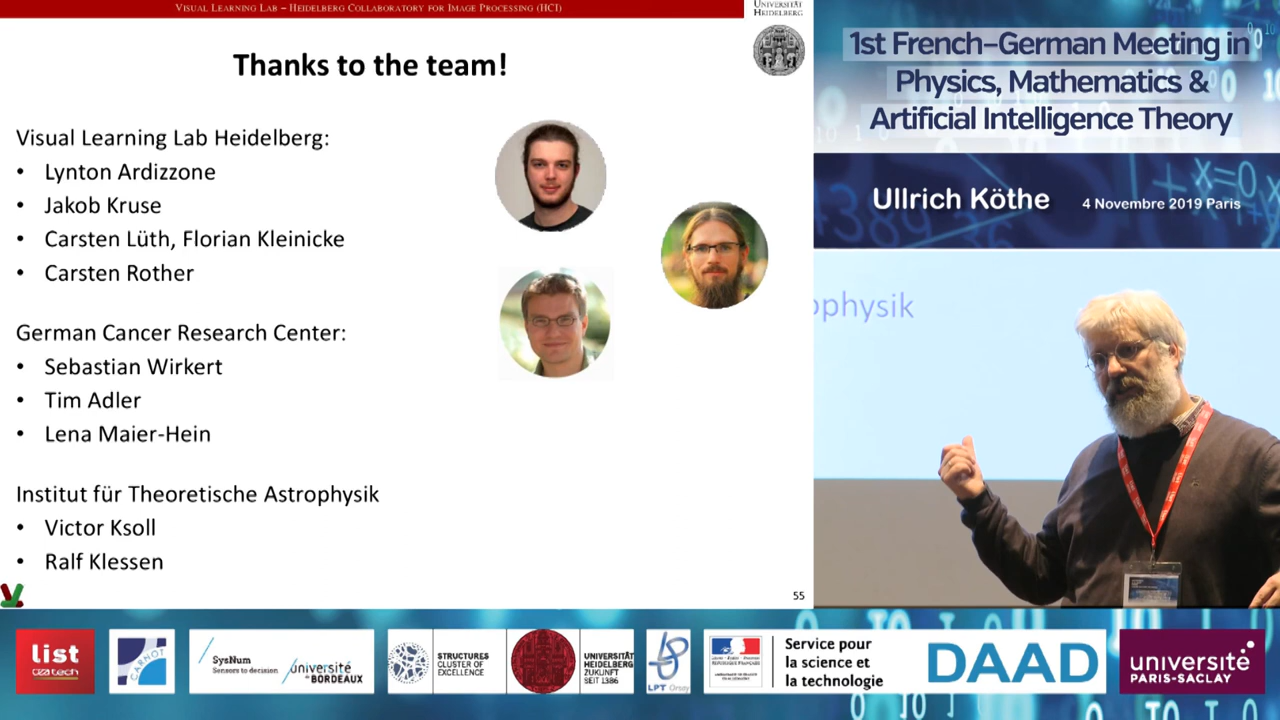 VISUAL LEARNING LAB – HEIDELBERG COLLABORATORY FOR IMAGE PROCESSING (HCI)
UNIVERSITÄT
HEIDELBERG
Thanks to the team!
Visual Learning Lab Heidelberg:
• Lynton Ardizzone
• Jakob Kruse
• Carsten Lüth, Florian Kleinicke
• Carsten Rother
German Cancer Research Center:
• Sebastian Wirkert
• Tim Adler
• Lena Maier-Hein
Institut für Theoretische Astrophysik
• Victor Ksoll
• Ralf Klessen
55
1st French–German Meeting in
Physics, Mathematics &
Artificial Intelligence Theory
Ullrich Köthe
4 Novembre 2019 Paris
ophysik
list
ceatech
CARNOT
SysNum
Sensors to decision
université
de BORDEAUX
STRUCTURES
CLUSTER OF
EXCELLENCE
UNIVERSITÄT
HEIDELBERG
ZUKUNFT
SEIT 1386
LPT Orsay
Service pour
la science et
la technologie
DAAD
université
PARIS-SACLAY